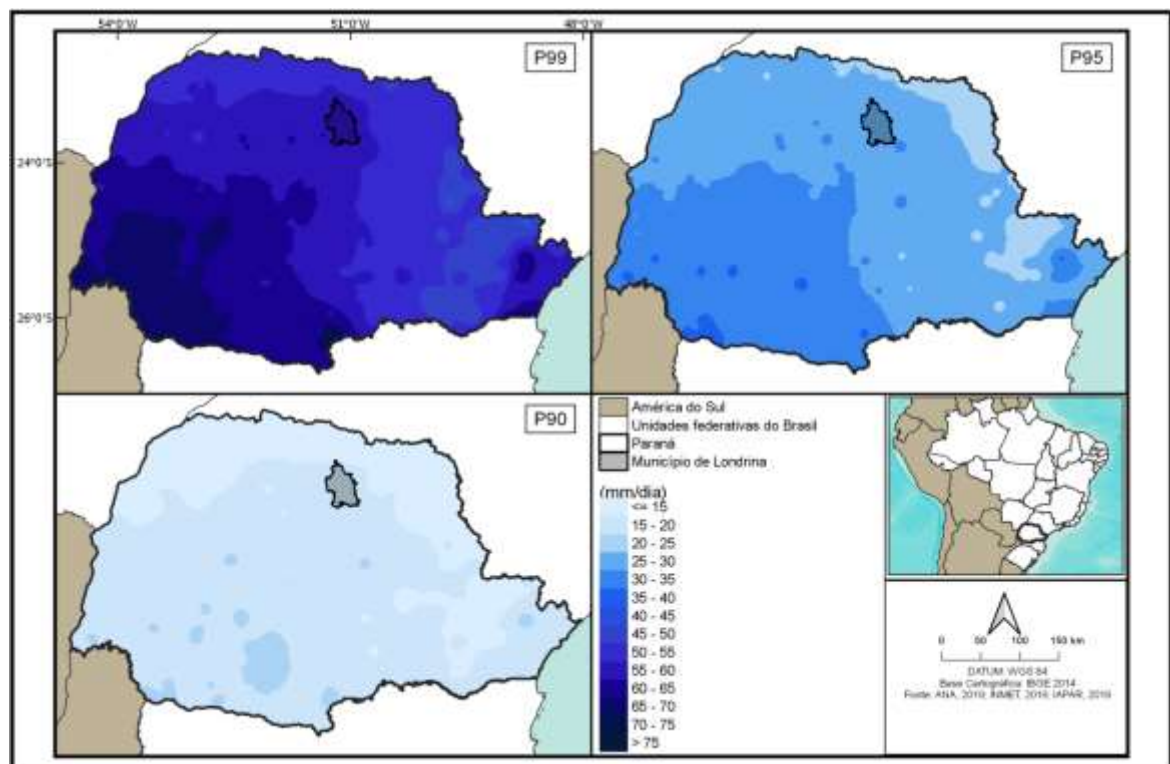 54°0'W 51°0'W 48°0'W
P99
P95
24°0'S
26°0'S
P90
América do Sul
Unidades federativas do Brasil
Paraná
Município de Londrina
(mm/dia)
<= 15
15 - 20
20 - 25
25 - 30
30 - 35
35 - 40
40 - 45
45 - 50
50 - 55
55 - 60
60 - 65
65 - 70
70 - 75
> 75
0 50 100 150 km
DATUM: WGS 84
Base Cartográfica: IBGE 2014
Fonte: ANA, 2019; INMET, 2019; IAPAR, 2019